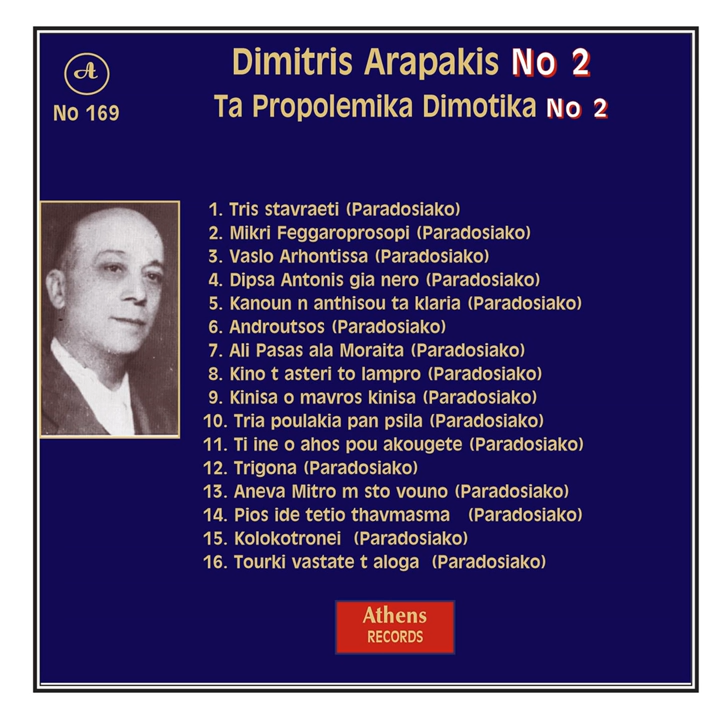 Dimitris Arapakis No 2
Ta Propolemika Dimotika No 2
A
No 169
1. Tris stavraeti (Paradosiako)
2. Mikri Feggaroprosopi (Paradosiako)
3. Vaslo Arhontissa (Paradosiako)
4. Dipsa Antonis gia nero (Paradosiako)
5. Kanoun n anthisou ta klaria (Paradosiako)
6. Androutsos (Paradosiako)
7. Ali Pasas ala Moraita (Paradosiako)
8. Kino t asteri to lampro (Paradosiako)
9. Kinisa o mavros kinisa (Paradosiako)
10. Tria poulakia pan psila (Paradosiako)
11. Ti ine o ahos pou akougete (Paradosiako)
12. Trigona (Paradosiako)
13. Aneva Mitro m sto vouno (Paradosiako)
14. Pios ide tetio thavmasma (Paradosiako)
15. Kolokotronei (Paradosiako)
16. Tourki vastate t aloga (Paradosiako)
Athens
RECORDS